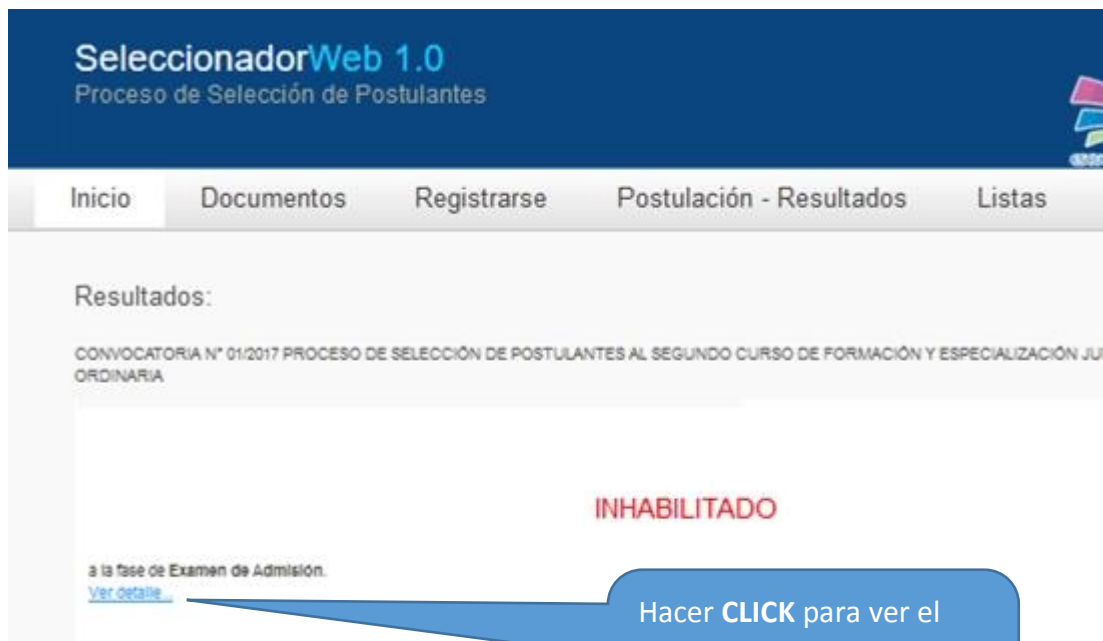 SeleccionadorWeb 1.0
Proceso de Selección de Postulantes
Inicio Documentos Registrarse Postulación - Resultados Listas
Resultados:
CONVOCATORIA N° 01/2017 PROCESO DE SELECCIÓN DE POSTULANTES AL SEGUNDO CURSO DE FORMACIÓN Y ESPECIALIZACIÓN
ORDINARIA
INHABILITADO
a la fase de Examen de Admisión.
Ver detalle...
Hacer CLICK para ver el